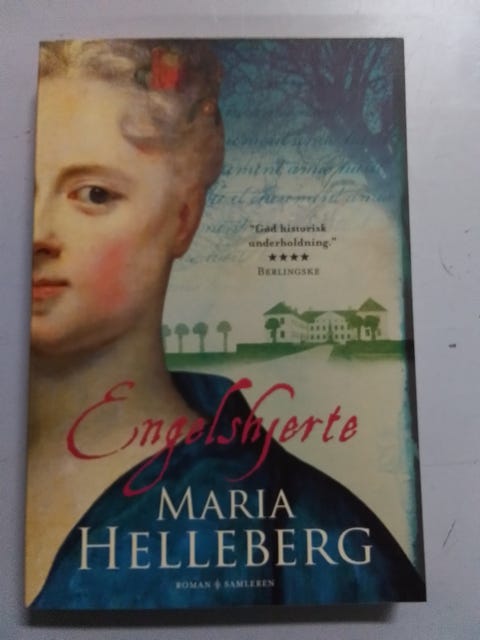 "God historisk
underholdning."
★★★★
BERLINGSKE
Engelshjerte
MARIA
HELLEBERG
ROMAN SAMLEREN